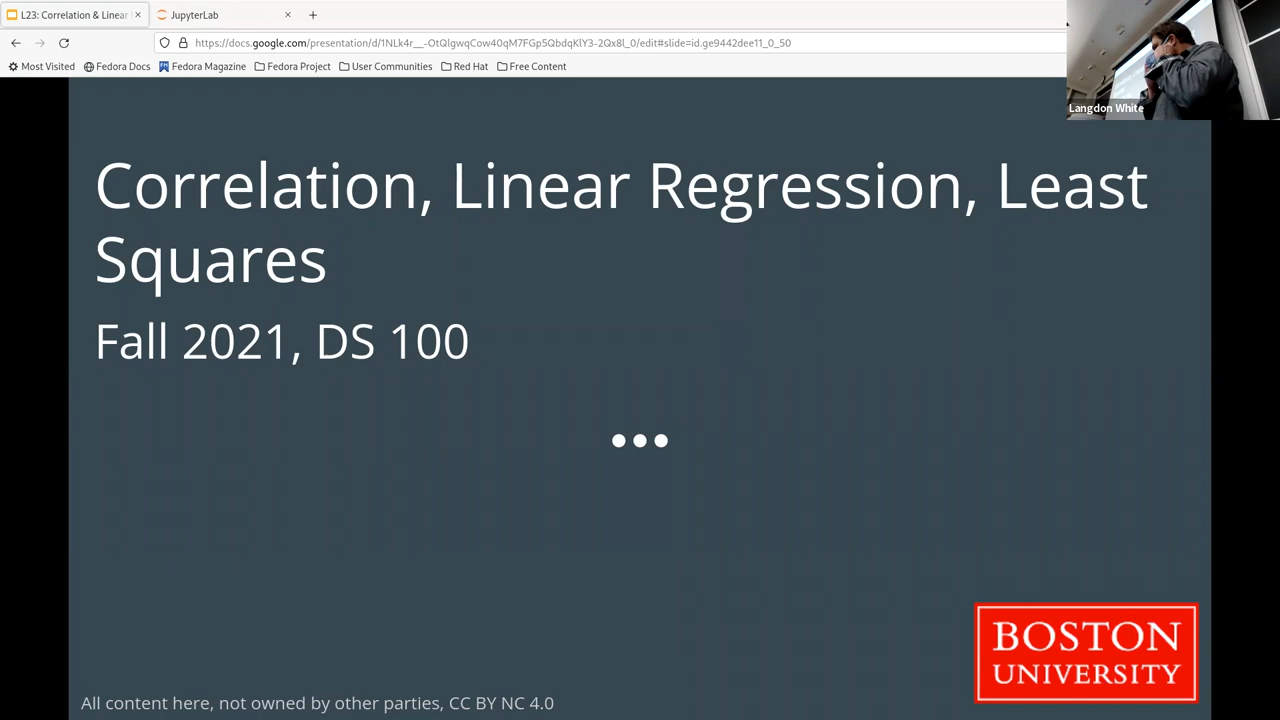 L23: Correlation & Linear
JupyterLab
https://docs.google.com/presentation/d/1NLk4r__-OtQlgwqCow40qM7FGp5QbdqKlY3-2Qx8l_0/edit#slide=id.ge9442dee11_0_50
Most Visited Fedora Docs Fedora Magazine Fedora Project User Communities Red Hat Free Content
Langdon White
Correlation, Linear Regression, Least
Squares
Fall 2021, DS 100
BOSTON
UNIVERSITY
All content here, not owned by other parties, CC BY NC 4.0